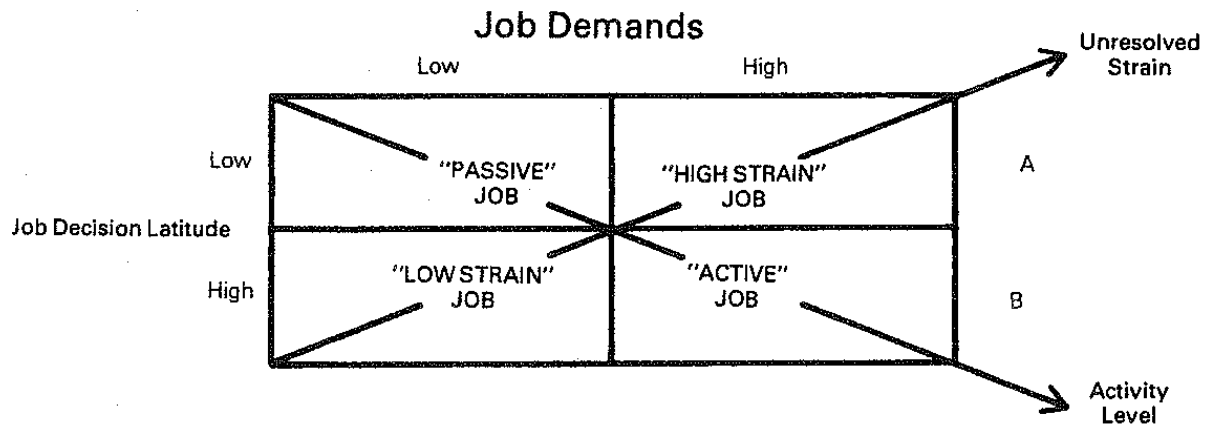 Job Demands
Unresolved
Strain
Low
High
Low
"PASSIVE"
JOB
"HIGH STRAIN"
JOB
A
Job Decision Latitude
High
"LOW STRAIN"
JOB
"ACTIVE"
JOB
B
Activity
Level